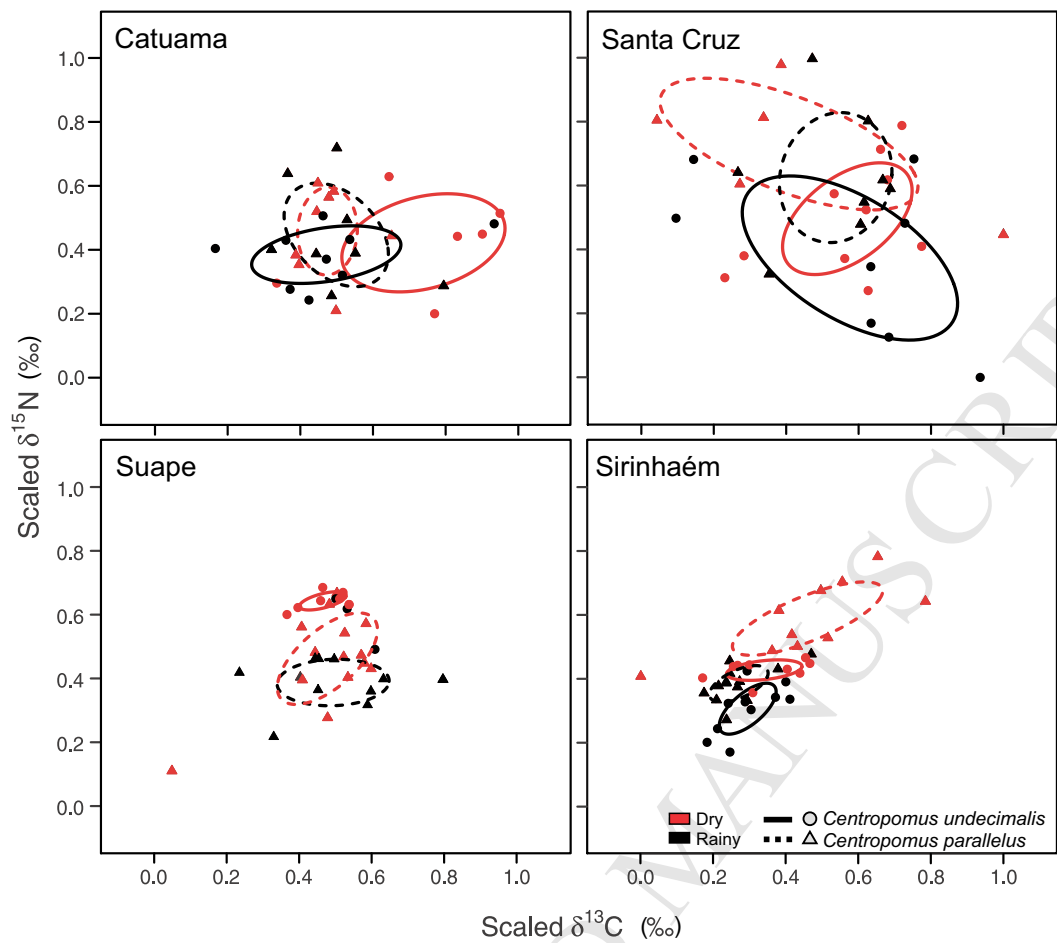 Catuama
Santa Cruz
1.0
0.8
0.6
0.4
0.2
0.0
Scaled δ¹⁵N (‰)
Suape
Sirinhaém
1.0
0.8
0.6
0.4
0.2
0.0
Dry
Rainy
Centropomus undecimalis
Centropomus parallelus
0.0 0.2 0.4 0.6 0.8 1.0
0.0 0.2 0.4 0.6 0.8 1.0
Scaled δ¹³C (‰)
MANUSCRIPT